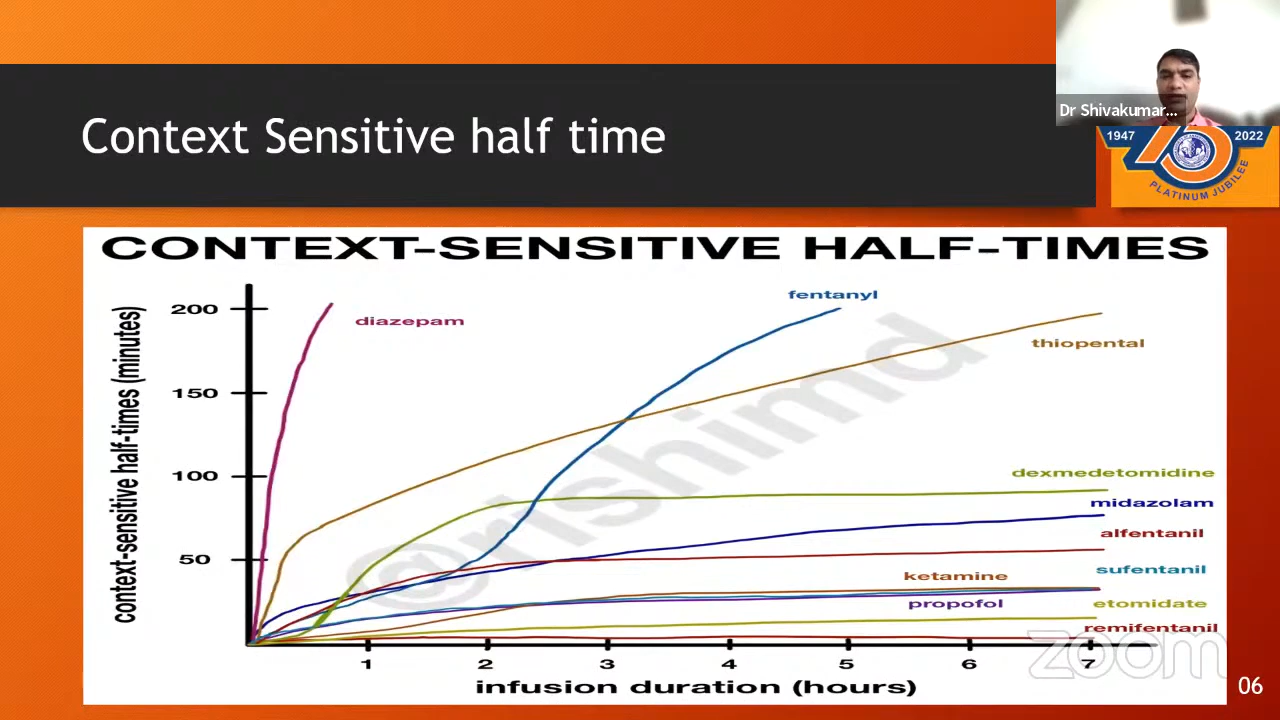 Dr Shivakumar...
1947
2022
75
PLATINUM JUBILEE
Context Sensitive half time
CONTEXT-SENSITIVE HALF-TIMES
context-sensitive half-times (minutes)
200
150
100
50
diazepam
fentanyl
thiopental
dexmedetomidine
midazolam
alfentanil
sufentanil
ketamine
propofol
etomidate
remifentanil
@rishimd
1
2
3
4
5
6
7
infusion duration (hours)
zoom
06